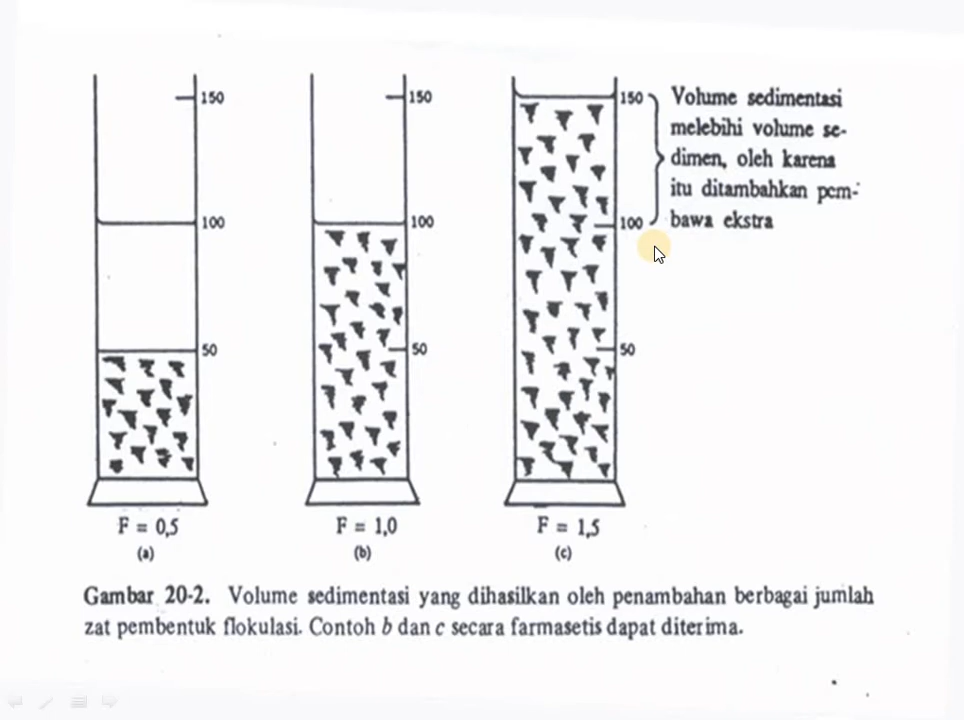 150
100
50
F = 0,5
(a)
150
100
50
F = 1,0
(b)
150
100
50
F = 1,5
(c)
Volume sedimentasi
melebihi volume se-
dimen, oleh karena
itu ditambahkan pem-
bawa ekstra
Gambar 20-2. Volume sedimentasi yang dihasilkan oleh penambahan berbagai jumlah
zat pembentuk flokulasi. Contoh b dan c secara farmasetis dapat diterima.